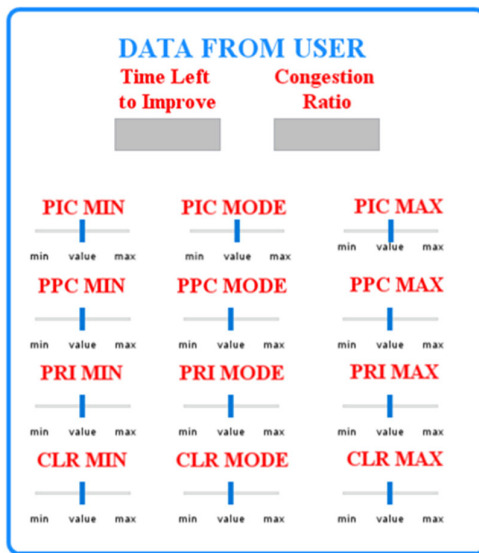 DATA FROM USER
Time Left Congestion
to Improve Ratio
PIC MIN PIC MODE PIC MAX
min value max min value max min value max
PPC MIN PPC MODE PPC MAX
min value max min value max min value max
PRI MIN PRI MODE PRI MAX
min value max min value max min value max
CLR MIN CLR MODE CLR MAX
min value max min value max min value max